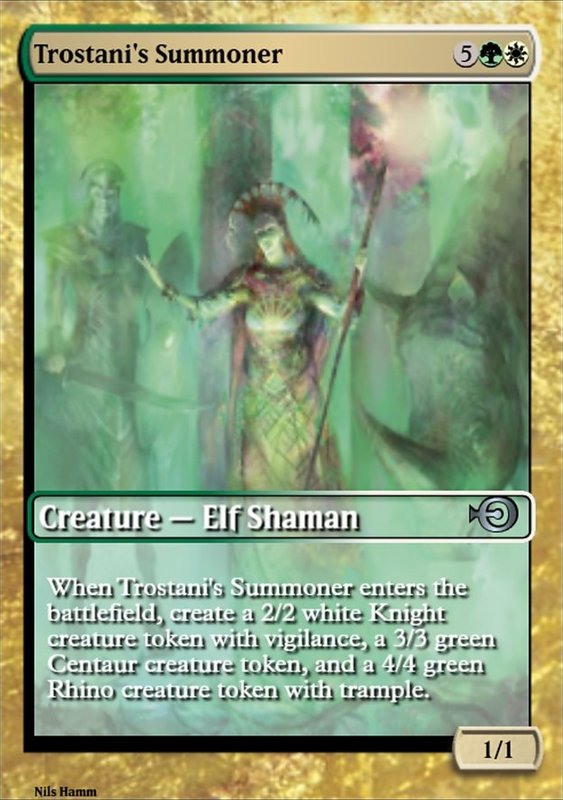 Trostani's Summoner 5
Creature — Elf Shaman
When Trostani's Summoner enters the
battlefield, create a 2/2 white Knight
creature token with vigilance, a 3/3 green
Centaur creature token, and a 4/4 green
Rhino creature token with trample.
1/1
Nils Hamm